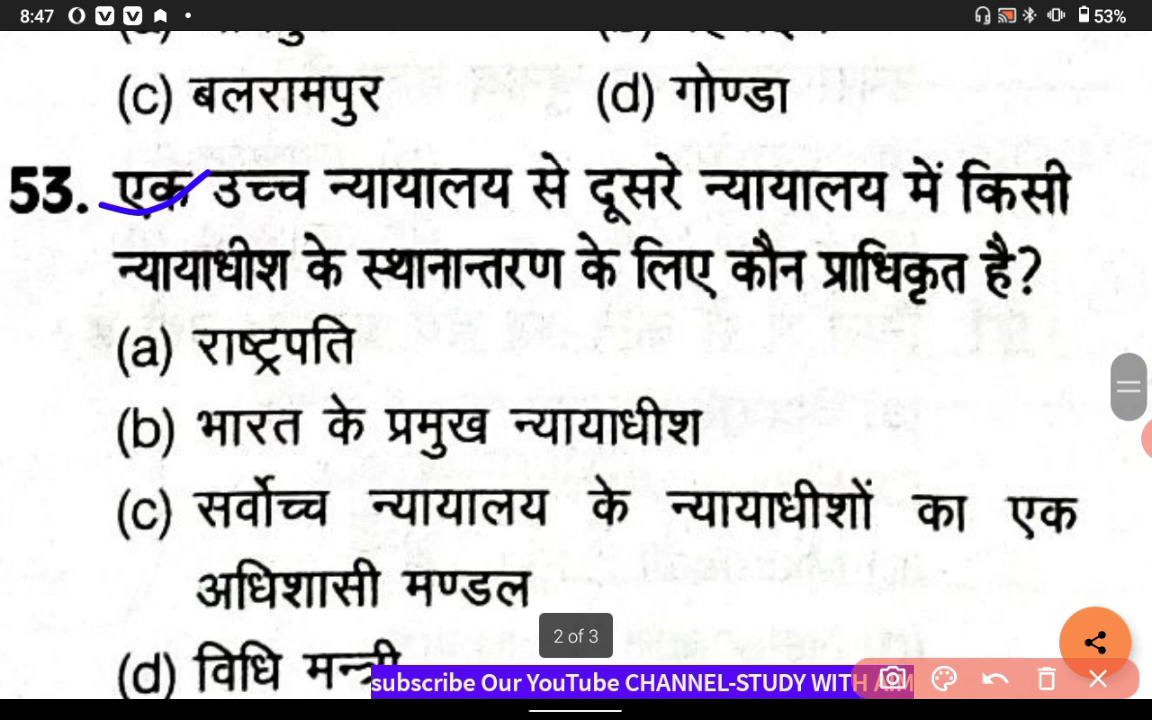 8:47
53%
(c) बलरामपुर (d) गोण्डा
53. एक उच्च न्यायालय से दूसरे न्यायालय में किसी
न्यायाधीश के स्थानान्तरण के लिए कौन प्राधिकृत है?
(a) राष्ट्रपति
(b) भारत के प्रमुख न्यायाधीश
(c) सर्वोच्च न्यायालय के न्यायाधीशों का एक
अधिशासी मण्डल
2 of 3
(d) विधि मन्त्री
subscribe Our YouTube CHANNEL-STUDY WITH AIM